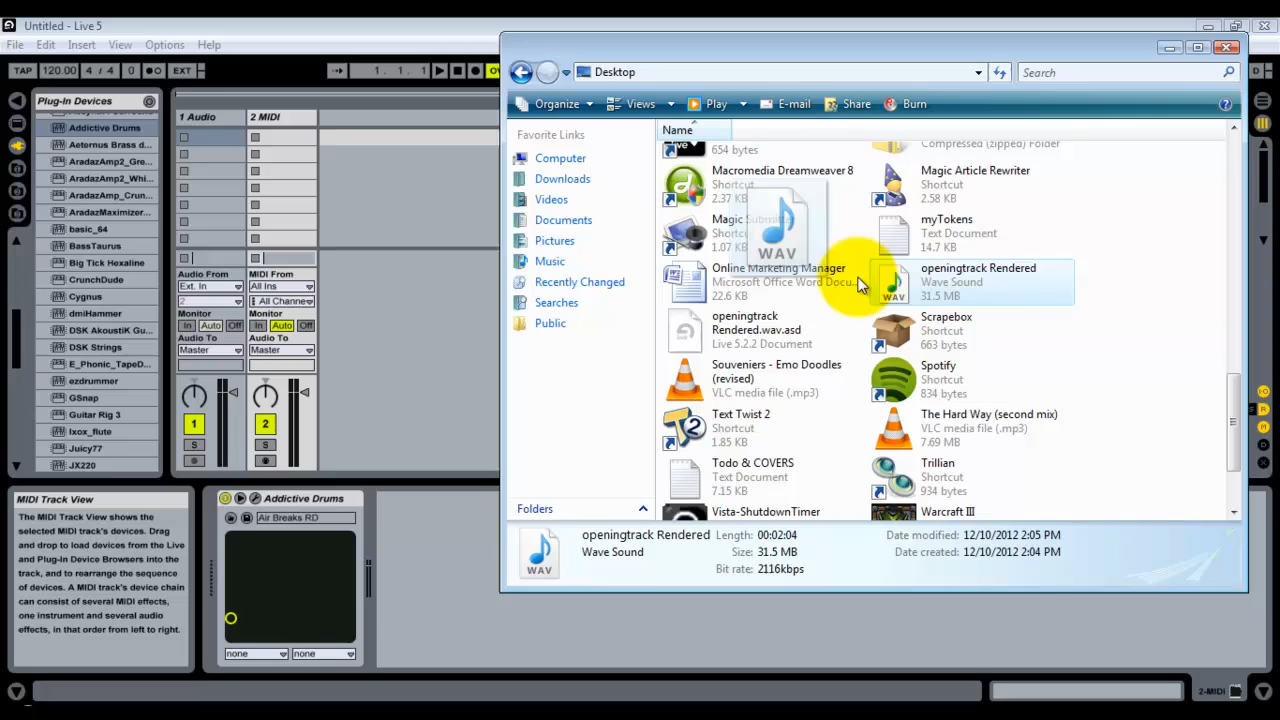 Untitled - Live 5
File Edit Insert View Options Help
TAP 120.00 4 / 4 0 EXT
1. 1. 1
Plug-In Devices
Addictive Drums
Aeternus Brass d...
AradazAmp2_Gre...
AradazAmp2_Whi...
AradazAmp_Crun...
AradazMaximizer...
basic_64
BassTaurus
Big Tick Hexaline
CrunchDude
Cygnus
dmiHammer
DSK AkoustiK Gu...
DSK Strings
E_Phonic_TapeD...
ezdrummer
GSnap
Guitar Rig 3
Ixox_flute
Juicy77
JX220
1 Audio
2 MIDI
Audio From
Ext. In
2
Monitor
In Auto Off
Audio To
Master
1
S
MIDI From
All Ins
All Channe
Monitor
In Auto Off
Audio To
Master
2
S
Desktop
Search
Organize Views Play E-mail Share Burn
Favorite Links
Computer
Downloads
Videos
Documents
Pictures
Music
Recently Changed
Searches
Public
Folders
Name
654 bytes
Compressed (zipped) Folder
Macromedia Dreamweaver 8
Shortcut
2.37 KB
Magic Article Rewriter
Shortcut
2.58 KB
Magic
Shortcut
1.07 KB
WAV
myTokens
Text Document
14.7 KB
Online Marketing Manager
Microsoft Office Word Docu...
22.6 KB
WAV
openingtrack Rendered
Wave Sound
31.5 MB
openingtrack
Rendered.wav.asd
Live 5.2.2 Document
Scrapebox
Shortcut
663 bytes
Souveniers - Emo Doodles
(revised)
VLC media file (.mp3)
Spotify
Shortcut
834 bytes
Text Twist 2
Shortcut
1.85 KB
The Hard Way (second mix)
VLC media file (.mp3)
7.69 MB
Todo & COVERS
Text Document
7.15 KB
Trillian
Shortcut
934 bytes
Vista-ShutdownTimer
Warcraft III
WAV
openingtrack Rendered
Wave Sound
Length: 00:02:04
Size: 31.5 MB
Bit rate: 2116kbps
Date modified: 12/10/2012 2:05 PM
Date created: 12/10/2012 2:04 PM
MIDI Track View
The MIDI Track View shows the
selected MIDI track's devices. Drag
and drop to load devices from the Live
and Plug-In Device Browsers into the
track, and to rearrange the sequence
of devices. A MIDI track's device chain
can consist of several MIDI effects,
one instrument and several audio
effects, in that order from left to right.
Addictive Drums
Air Breaks RD
none none
2-MIDI